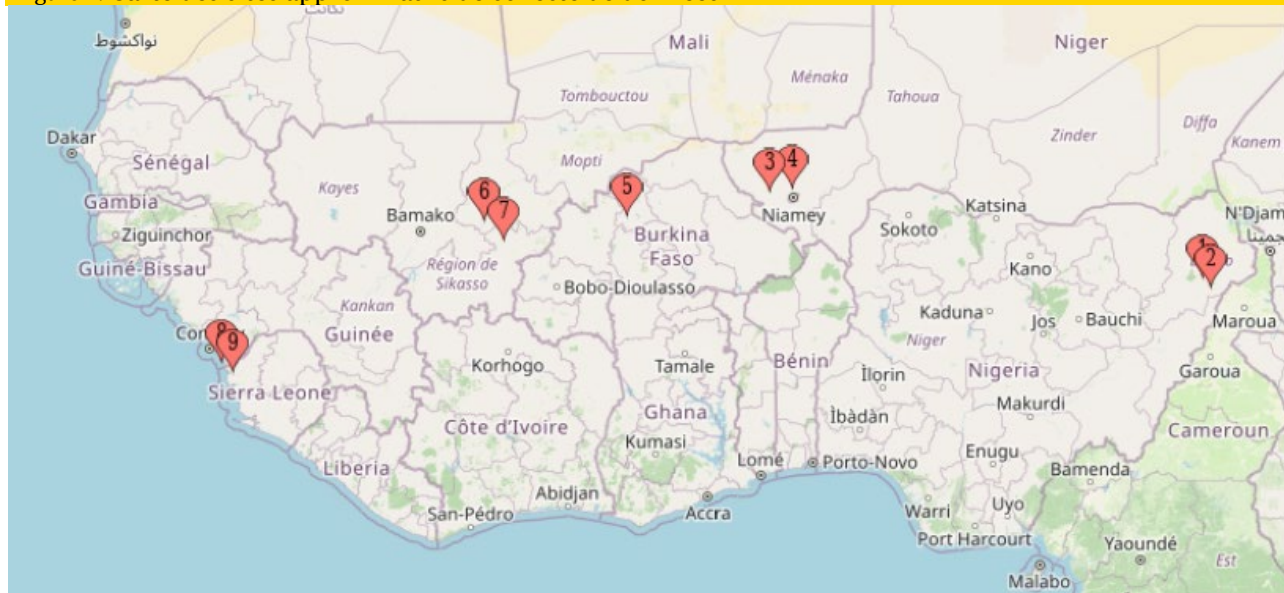 نواكشوط
Mali
Niger
Ménaka
Tombouctou
Tahoua
Diffa
Zinder
Kanem
Dakar
Sénégal
Mopti
3
4
Kayes
6
5
Gambia
7
Bamako
Niamey
Katsina
Sokoto
N'Djam
Ziguinchor
Burkina
Faso
1
2
Guiné-Bissau
Région de
Sikasso
Kano
Bobo-Dioulasso
Kankan
Guinée
Kaduna
Jos
Bauchi
Maroua
8
9
Niger
Korhogo
Tamale
Bénin
Nigeria
Garoua
Ìlọrin
Sierra Leone
Ghana
Makurdi
Côte d'Ivoire
Ìbàdàn
Cameroun
Kumasi
Enugu
Liberia
Lomé
Porto-Novo
Bamenda
Abidjan
Uyo
San-Pédro
Accra
Warri
Port Harcourt
Yaoundé
Est
Malabo